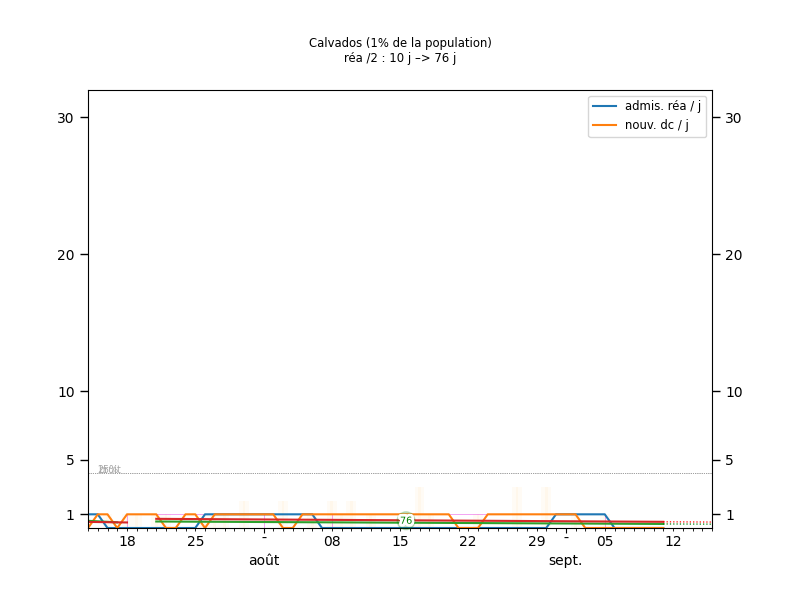 Calvados (1% de la population)
réa /2 : 10 j –> 76 j
admis. réa / j
nouv. dc / j
30 30
20 20
10 10
5 5
1 1
76
18 25 - 08 15 22 29 - 05 12
août sept.